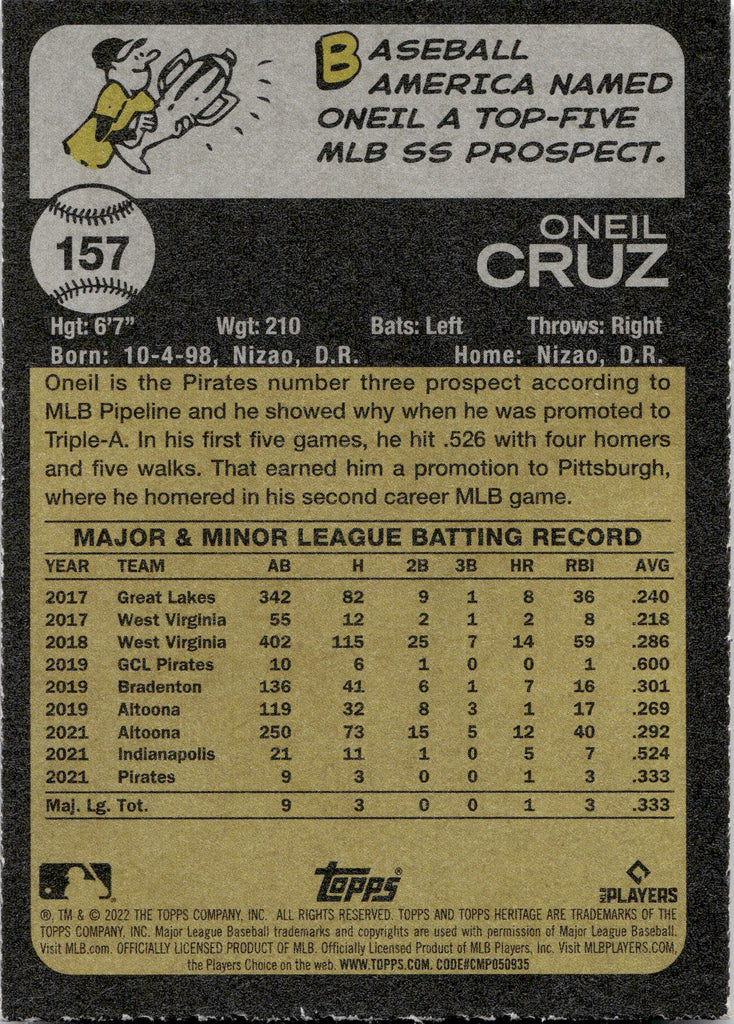 BASEBALL
AMERICA NAMED
ONEIL A TOP-FIVE
MLB SS PROSPECT.
157
ONEIL
CRUZ
Hgt: 6'7" Wgt: 210 Bats: Left Throws: Right
Born: 10-4-98, Nizao, D.R. Home: Nizao, D.R.
Oneil is the Pirates number three prospect according to
MLB Pipeline and he showed why when he was promoted to
Triple-A. In his first five games, he hit .526 with four homers
and five walks. That earned him a promotion to Pittsburgh,
where he homered in his second career MLB game.
MAJOR & MINOR LEAGUE BATTING RECORD
YEAR TEAM AB H 2B 3B HR RBI AVG
2017 Great Lakes 342 82 9 1 8 36 .240
2017 West Virginia 55 12 2 1 2 8 .218
2018 West Virginia 402 115 25 7 14 59 .286
2019 GCL Pirates 10 6 1 0 0 1 .600
2019 Bradenton 136 41 6 1 7 16 .301
2019 Altoona 119 32 8 3 1 17 .269
2021 Altoona 250 73 15 5 12 40 .292
2021 Indianapolis 21 11 1 0 5 7 .524
2021 Pirates 9 3 0 0 1 3 .333
Maj. Lg. Tot. 9 3 0 0 1 3 .333
topps® MLB PLAYERS
®, TM & © 2022 THE TOPPS COMPANY, INC. ALL RIGHTS RESERVED. TOPPS AND TOPPS HERITAGE ARE TRADEMARKS OF THE
TOPPS COMPANY, INC. Major League Baseball trademarks and copyrights are used with permission of Major League Baseball.
Visit MLB.com. OFFICIALLY LICENSED PRODUCT OF MLB. Officially Licensed Product of MLB Players, Inc. Visit MLBPLAYERS.COM,
the Players Choice on the web. WWW.TOPPS.COM. CODE#CMP050935